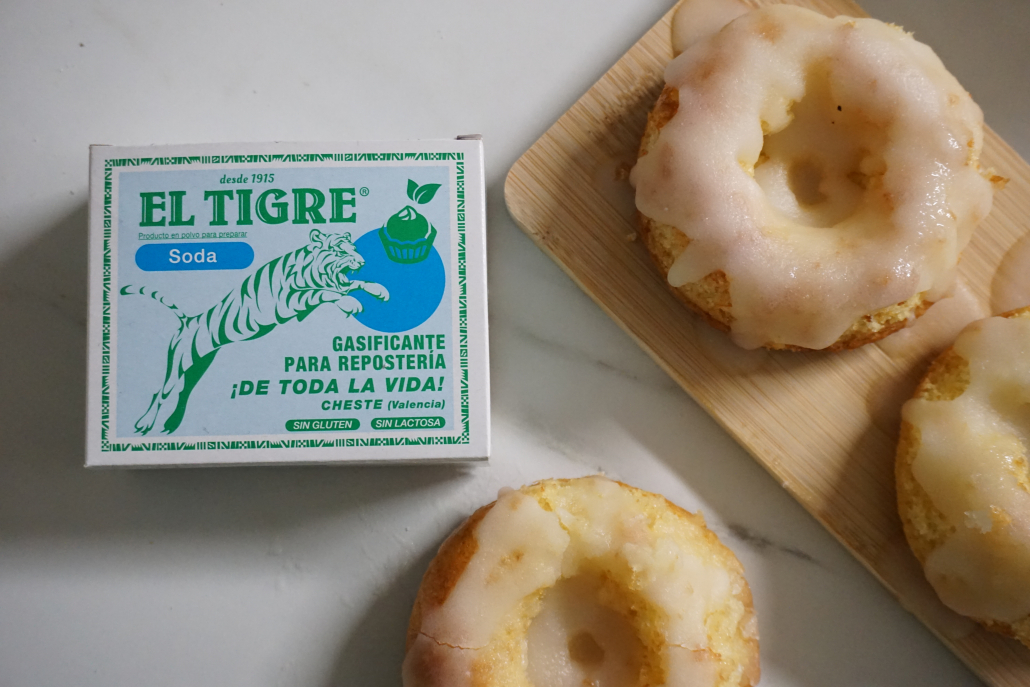 desde 1915
EL TIGRE®
Producto en polvo para preparar
Soda
GASIFICANTE
PARA REPOSTERÍA
¡DE TODA LA VIDA!
CHESTE (Valencia)
SIN GLUTEN SIN LACTOSA